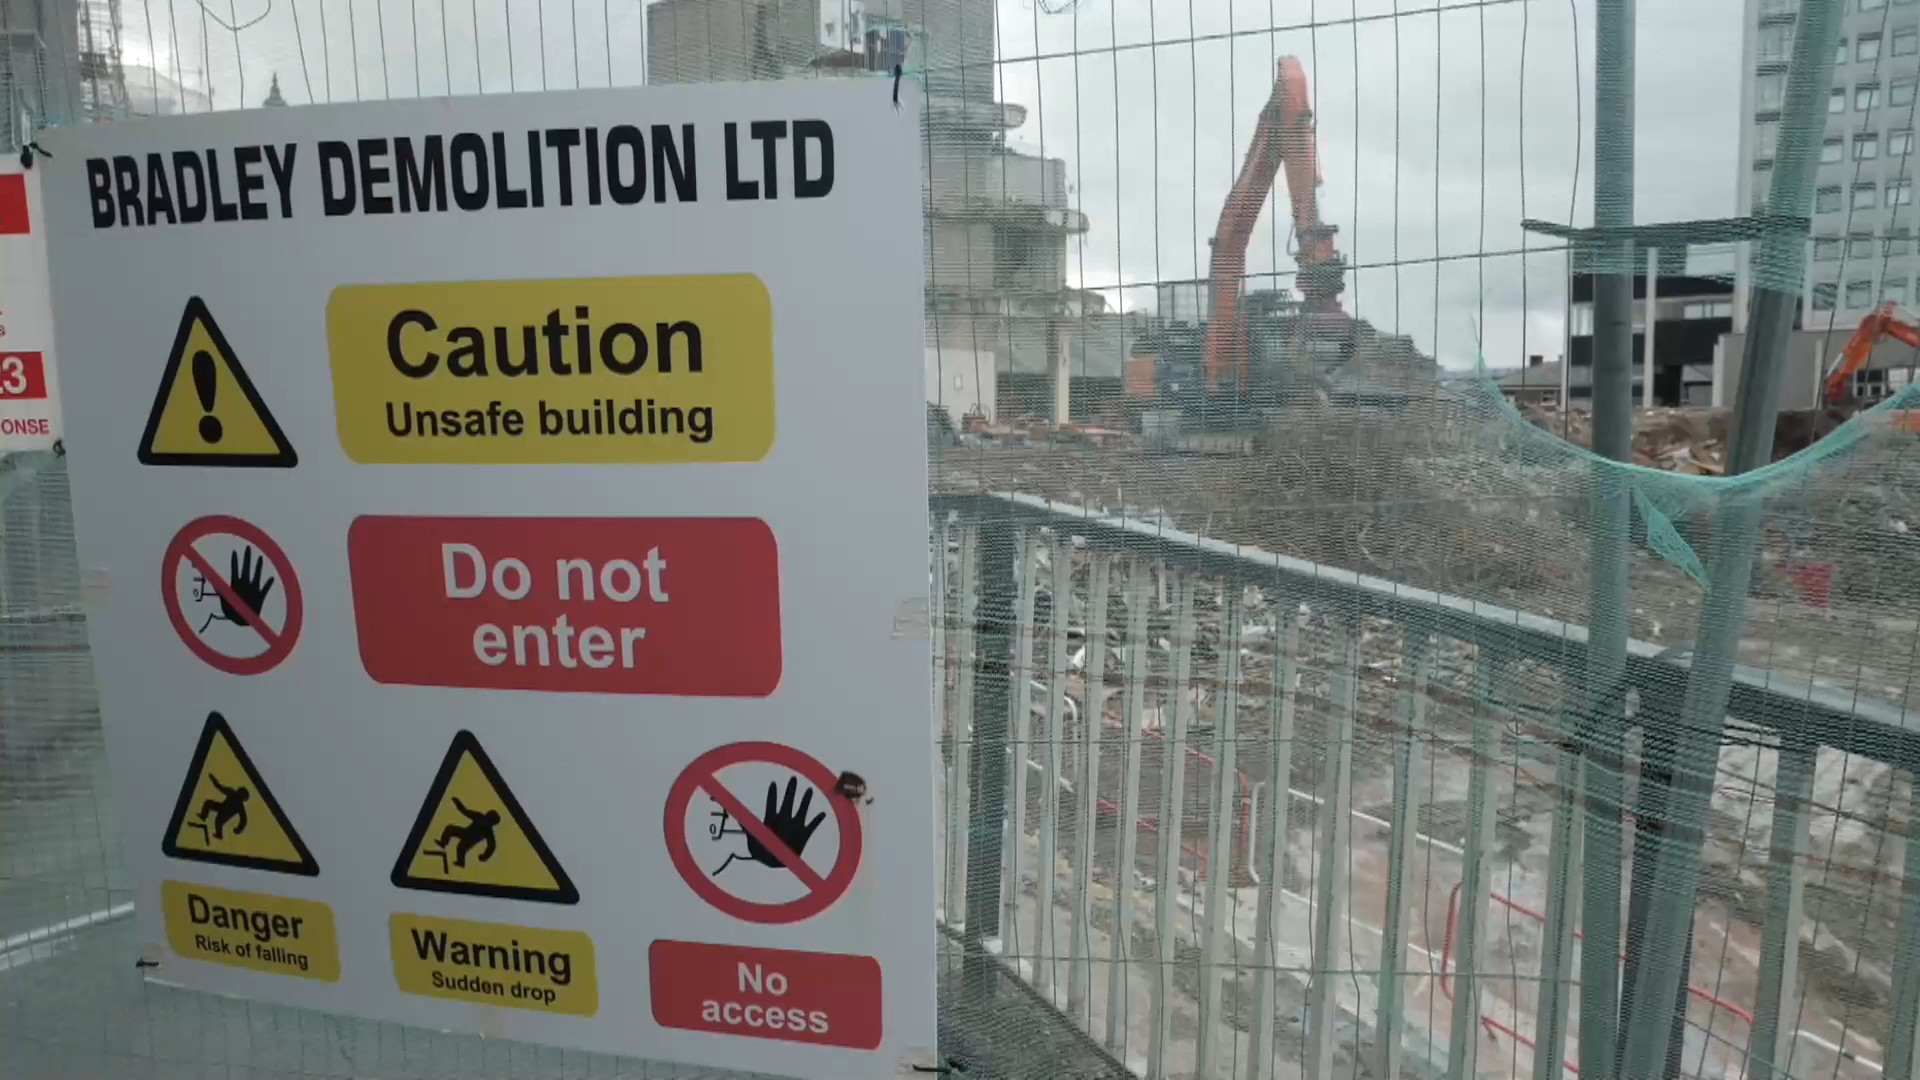 BRADLEY DEMOLITION LTD
Caution
Unsafe building
Do not
enter
Danger
Risk of falling
Warning
Sudden drop
No
access